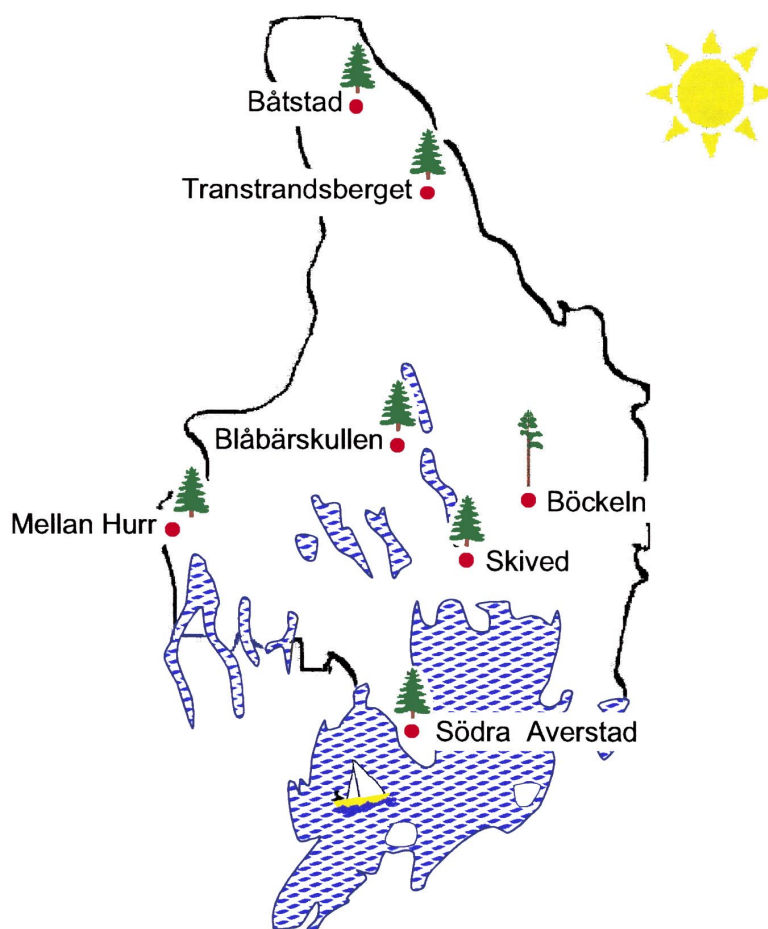 Båtstad
Transtrandsberget
Blåbärskullen
Böckeln
Mellan Hurr
Skived
Södra Averstad